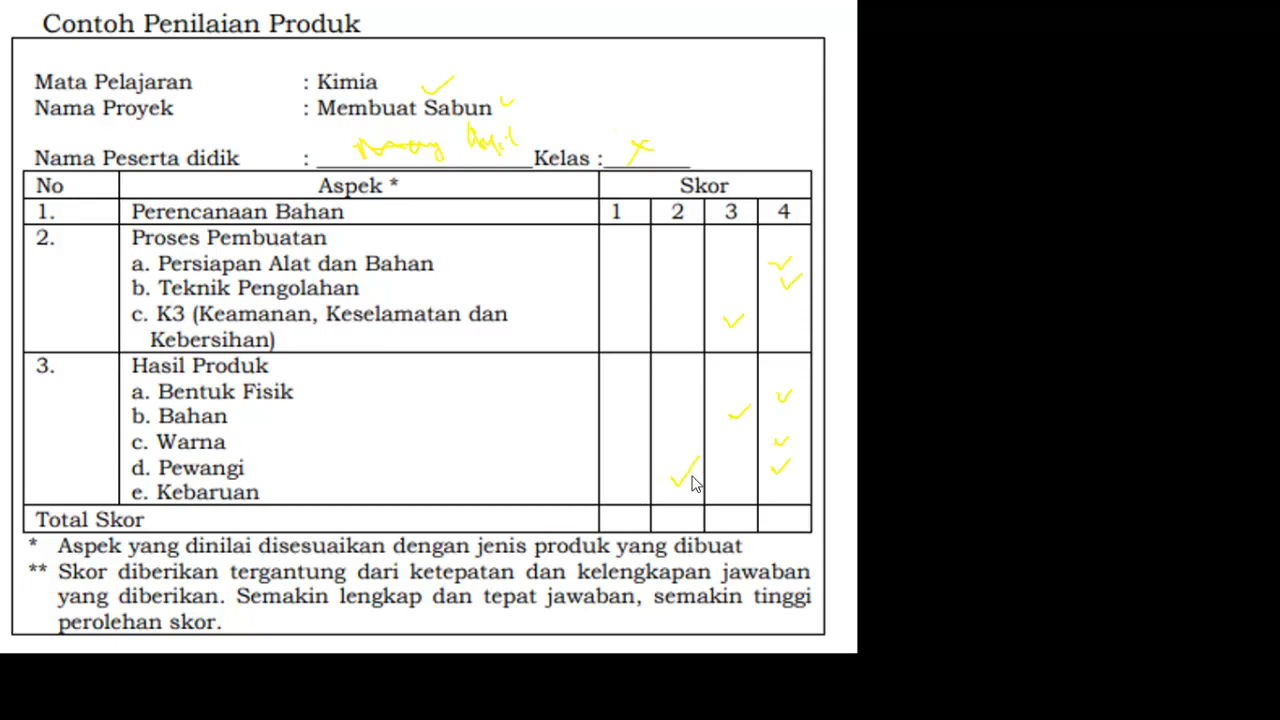 Contoh Penilaian Produk
Mata Pelajaran : Kimia
Nama Proyek : Membuat Sabun
Nama Peserta didik : Kelas : X
No Aspek * Skor
1. Perencanaan Bahan 1 2 3 4
2. Proses Pembuatan
a. Persiapan Alat dan Bahan
b. Teknik Pengolahan
c. K3 (Keamanan, Keselamatan dan
Kebersihan)
3. Hasil Produk
a. Bentuk Fisik
b. Bahan
c. Warna
d. Pewangi
e. Kebaruan
Total Skor
* Aspek yang dinilai disesuaikan dengan jenis produk yang dibuat
** Skor diberikan tergantung dari ketepatan dan kelengkapan jawaban
yang diberikan. Semakin lengkap dan tepat jawaban, semakin tinggi
perolehan skor.